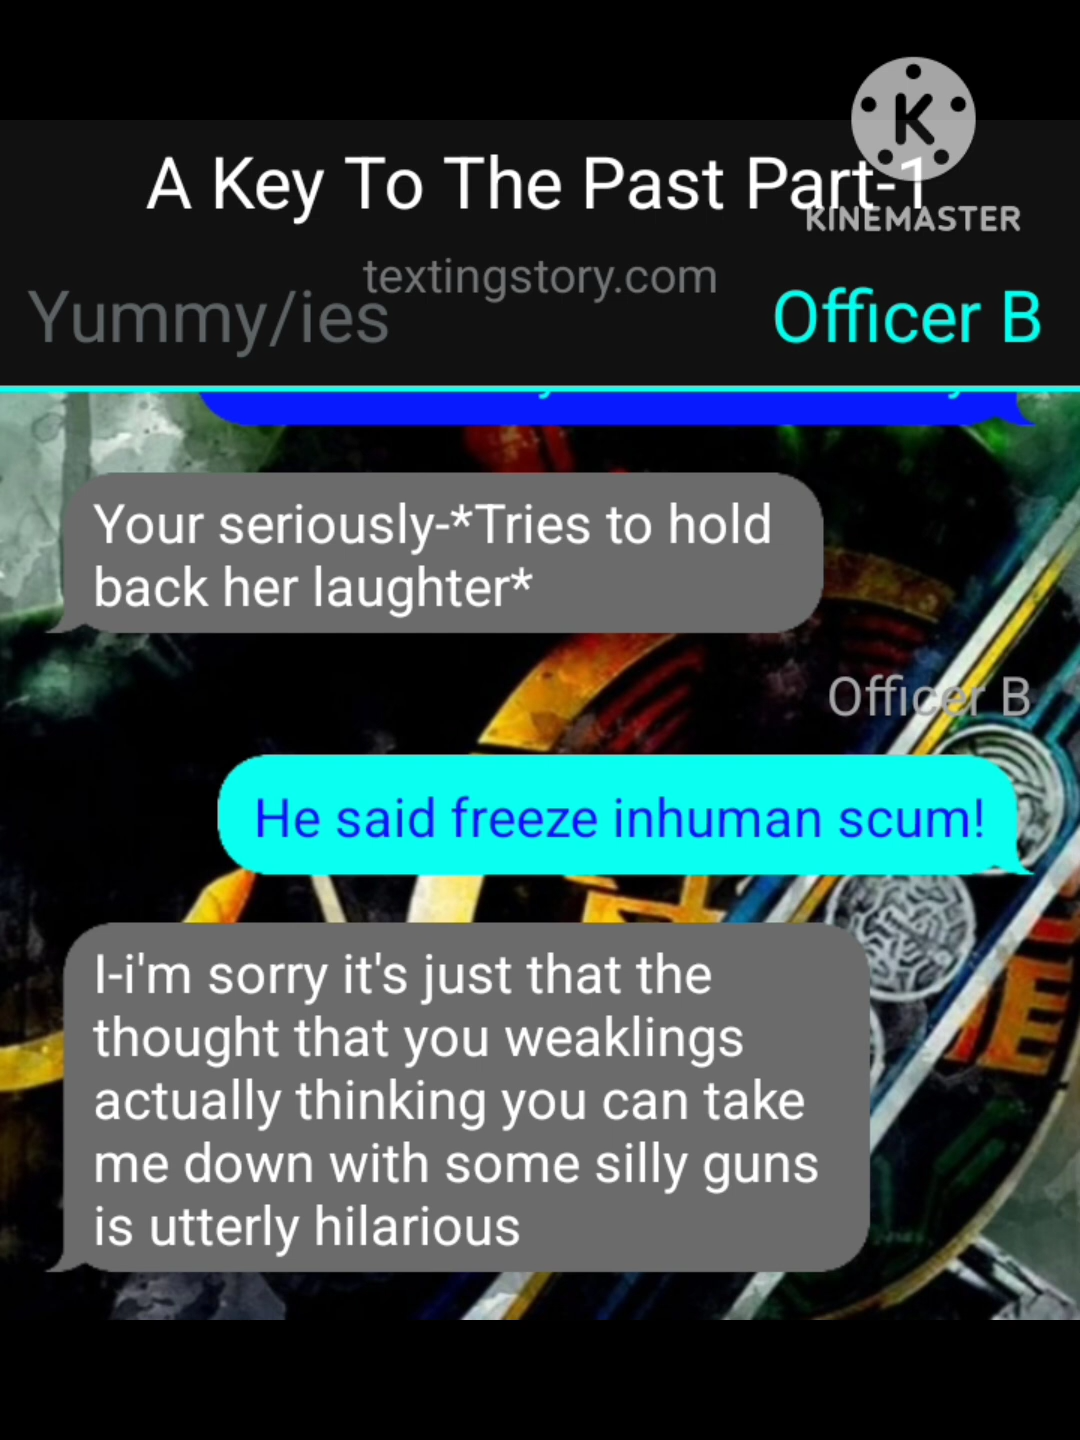 A Key To The Past Part-1
KINEMASTER
textingstory.com
Yummy/ies
Officer B
Your seriously-*Tries to hold
back her laughter*
Officer B
He said freeze inhuman scum!
I-i'm sorry it's just that the
thought that you weaklings
actually thinking you can take
me down with some silly guns
is utterly hilarious